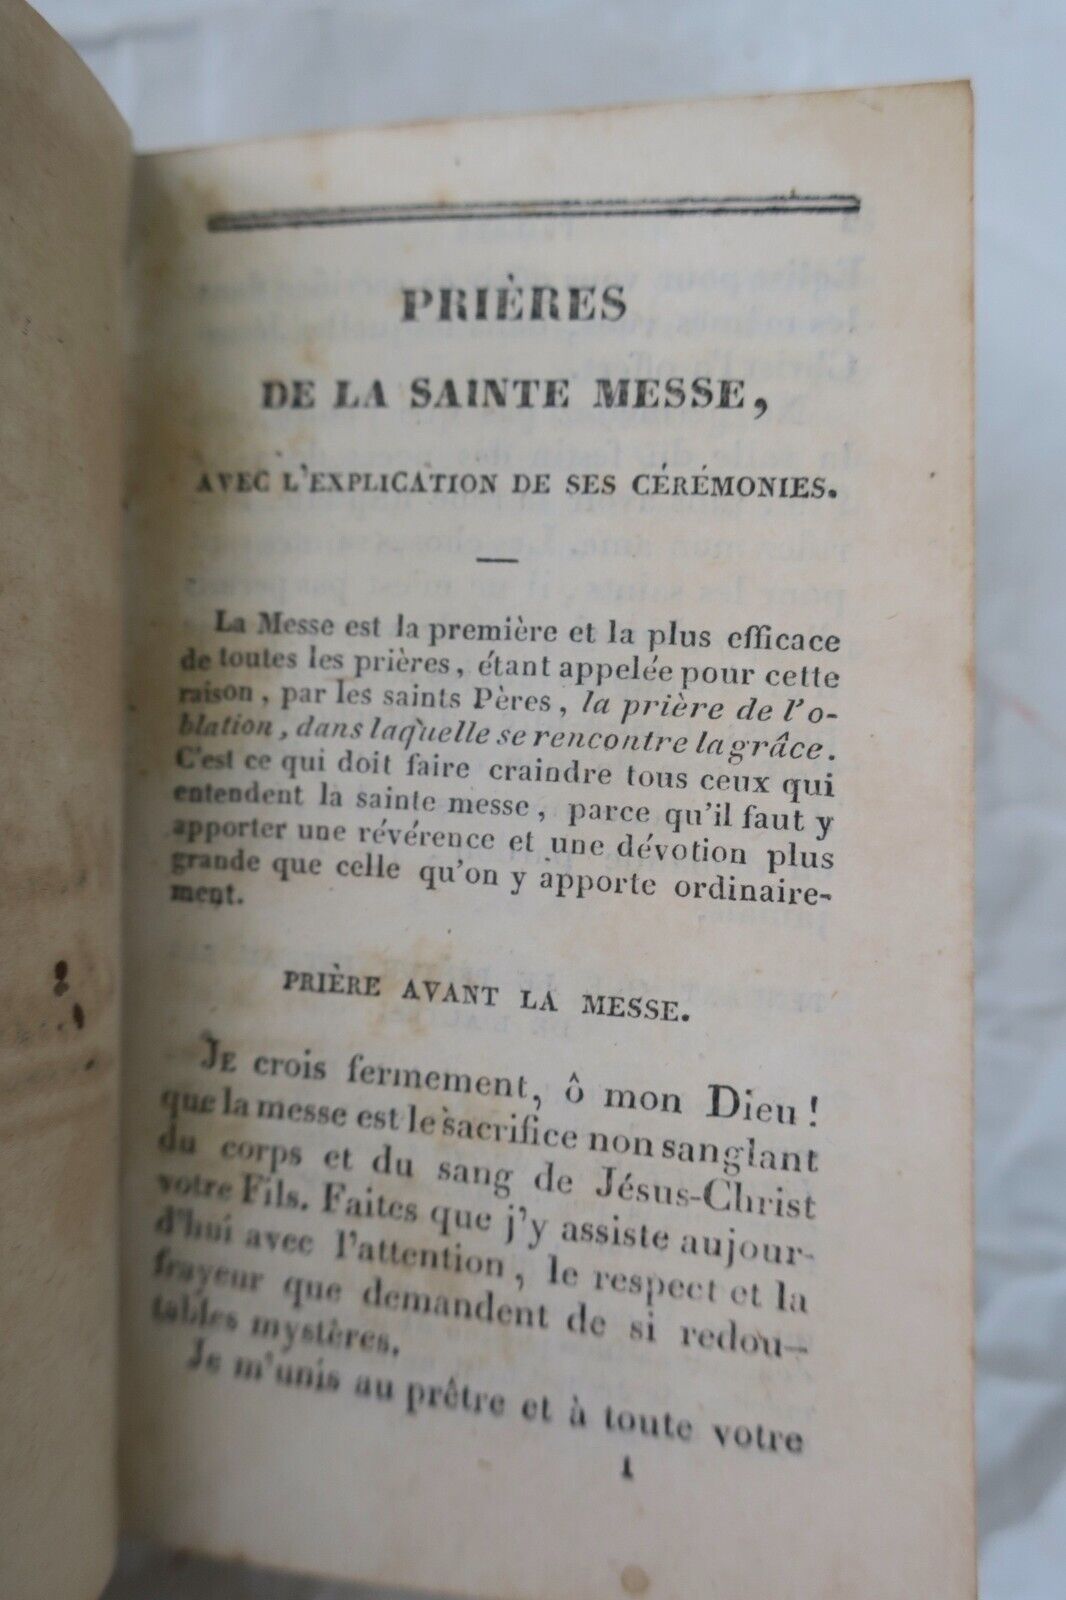 PRIÈRES
DE LA SAINTE MESSE,
AVEC L'EXPLICATION DE SES CÉRÉMONIES.
La Messe est la première et la plus efficace
de toutes les prières, étant appelée pour cette
raison, par les saints Pères, la prière de l'o-
blation, dans laquelle se rencontre la grâce.
C'est ce qui doit faire craindre tous ceux qui
entendent la sainte messe, parce qu'il faut y
apporter une révérence et une dévotion plus
grande que celle qu'on y apporte ordinaire-
ment.
PRIÈRE AVANT LA MESSE.
JE crois fermement, ô mon Dieu!
que la messe est le sacrifice non sanglant
du corps et du sang de Jésus-Christ
votre Fils. Faites que j'y assiste aujour-
d'hui avec l'attention, le respect et la
frayeur que demandent de si redou-
tables mystères.
Je m'unis au prêtre et à toute votre
1